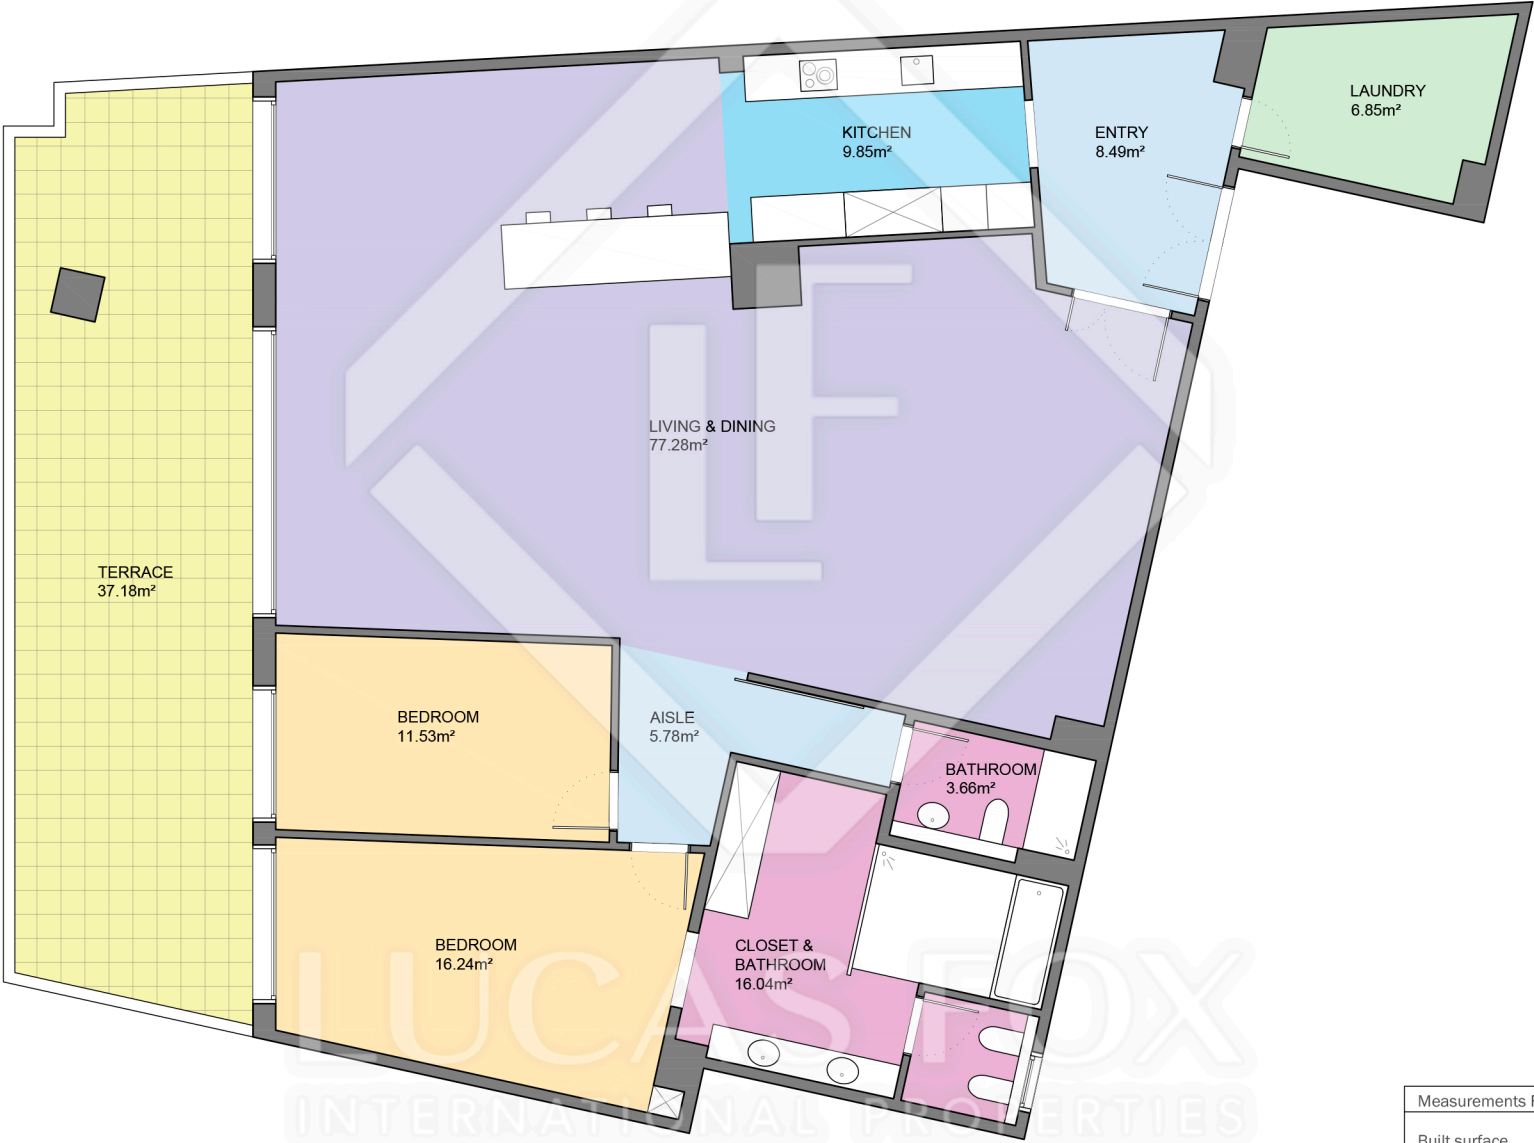 LAUNDRY
6.85m²
KITCHEN
9.85m²
ENTRY
8.49m²
LIVING & DINING
77.28m²
TERRACE
37.18m²
BEDROOM
11.53m²
AISLE
5.78m²
BATHROOM
3.66m²
BEDROOM
16.24m²
CLOSET &
BATHROOM
16.04m²
LF
LUCAS FOX
INTERNATIONAL PROPERTIES
Measurements
Built surface